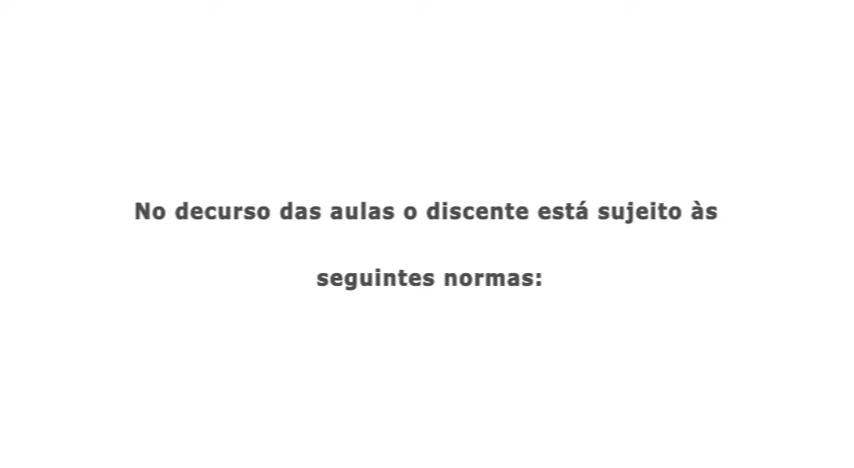 No decurso das aulas o discente está sujeito às
seguintes normas: